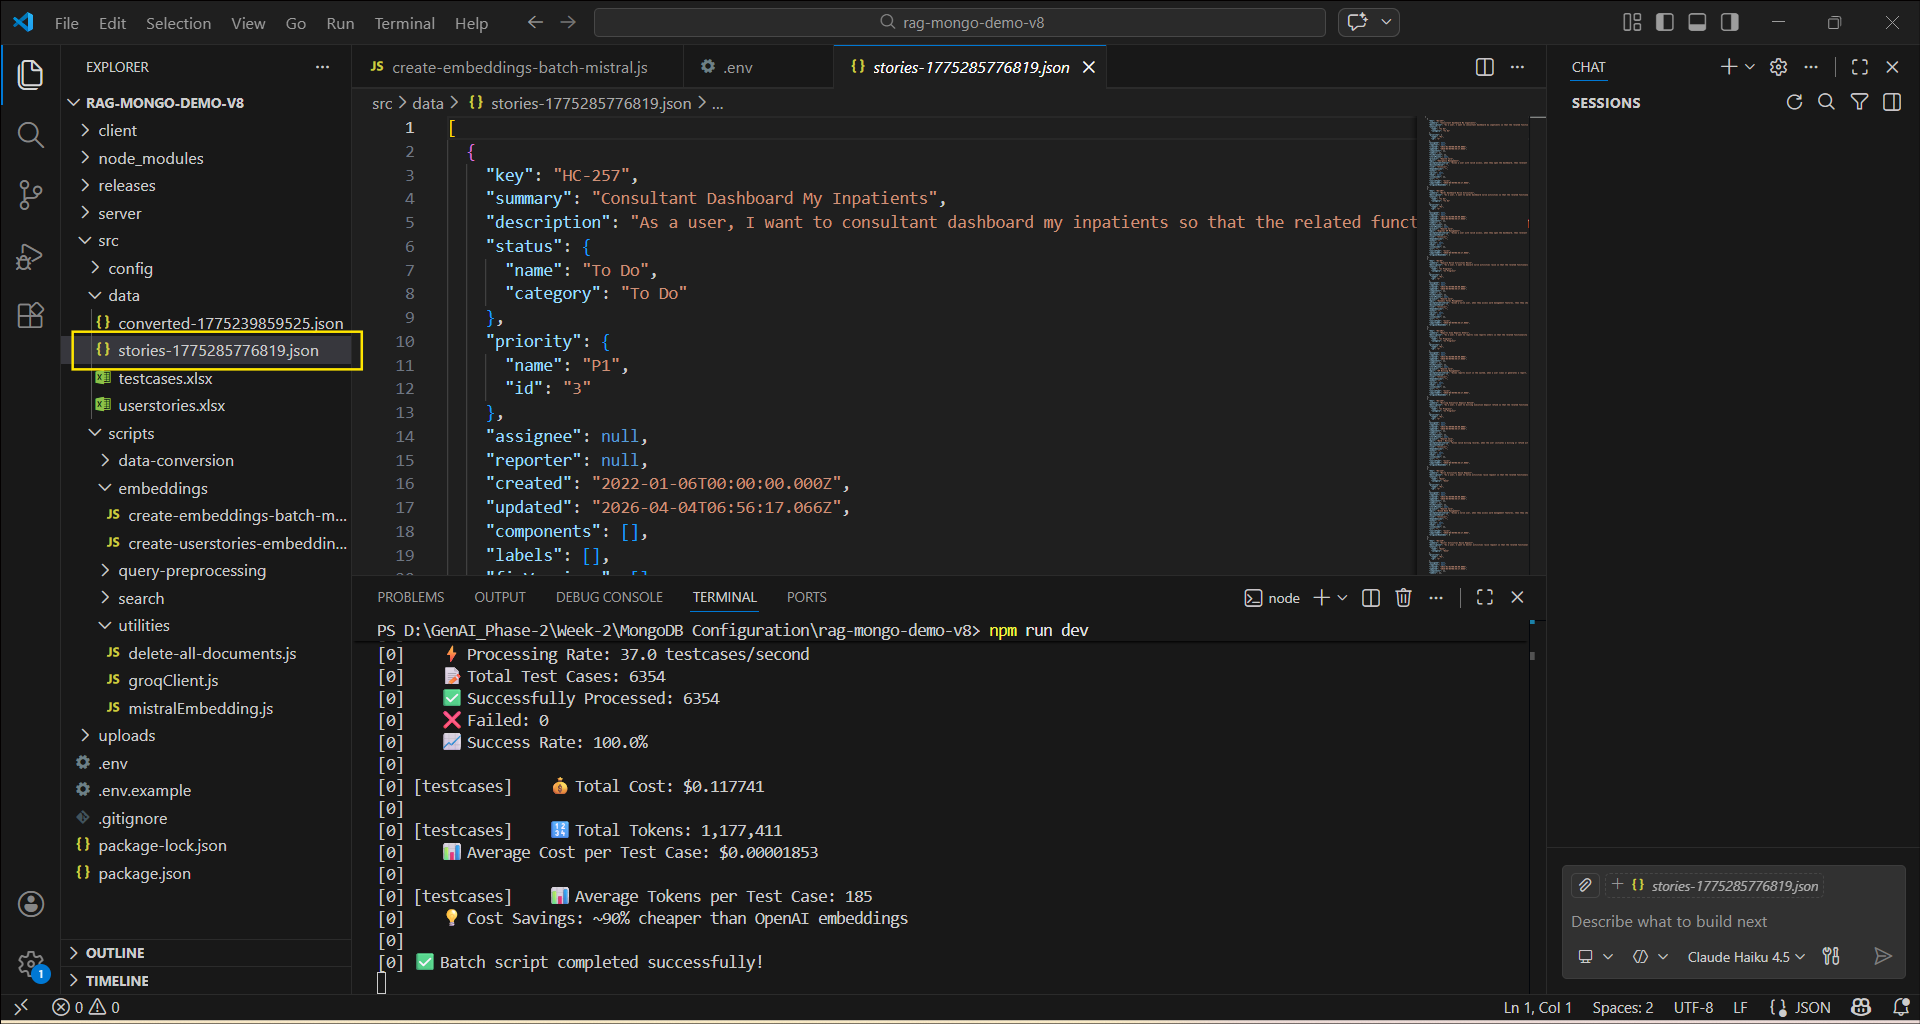 File Edit Selection View Go Run Terminal Help
rag-mongo-demo-v8
EXPLORER
RAG-MONGO-DEMO-V8
client
node_modules
releases
server
src
config
data
converted-1775239859525.json
stories-1775285776819.json
testcases.xlsx
userstories.xlsx
scripts
data-conversion
embeddings
create-embeddings-batch-m...
create-userstories-embeddin...
query-preprocessing
search
utilities
delete-all-documents.js
groqClient.js
mistralEmbedding.js
uploads
.env
.env.example
.gitignore
package-lock.json
package.json
OUTLINE
TIMELINE
create-embeddings-batch-mistral.js
.env
stories-1775285776819.json
src > data > {} stories-1775285776819.json > ...
1 [
2 {
3 "key": "HC-257",
4 "summary": "Consultant Dashboard My Inpatients",
5 "description": "As a user, I want to consultant dashboard my inpatients so that the related funct
6 "status": {
7 "name": "To Do",
8 "category": "To Do"
9 },
10 "priority": {
11 "name": "P1",
12 "id": "3"
13 },
14 "assignee": null,
15 "reporter": null,
16 "created": "2022-01-06T00:00:00.000Z",
17 "updated": "2026-04-04T06:56:17.066Z",
18 "components": [],
19 "labels": [],
PROBLEMS OUTPUT DEBUG CONSOLE TERMINAL PORTS
node
PS D:\GenAI_Phase-2\Week-2\MongoDB Configuration\rag-mongo-demo-v8> npm run dev
[0] Processing Rate: 37.0 testcases/second
[0] Total Test Cases: 6354
[0] Successfully Processed: 6354
[0] Failed: 0
[0] Success Rate: 100.0%
[0]
[0] [testcases] Total Cost: $0.117741
[0]
[0] [testcases] Total Tokens: 1,177,411
[0] Average Cost per Test Case: $0.00001853
[0]
[0] [testcases] Average Tokens per Test Case: 185
[0] Cost Savings: ~90% cheaper than OpenAI embeddings
[0]
[0] Batch script completed successfully!
CHAT
SESSIONS
stories-1775285776819.json
Describe what to build next
Claude Haiku 4.5
1
0 0
Ln 1, Col 1 Spaces: 2 UTF-8 LF {} JSON